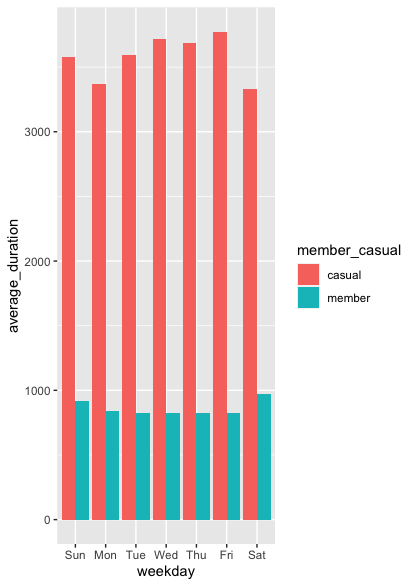 average_duration
3000
2000
1000
0
Sun Mon Tue Wed Thu Fri Sat
weekday
member_casual
casual
member